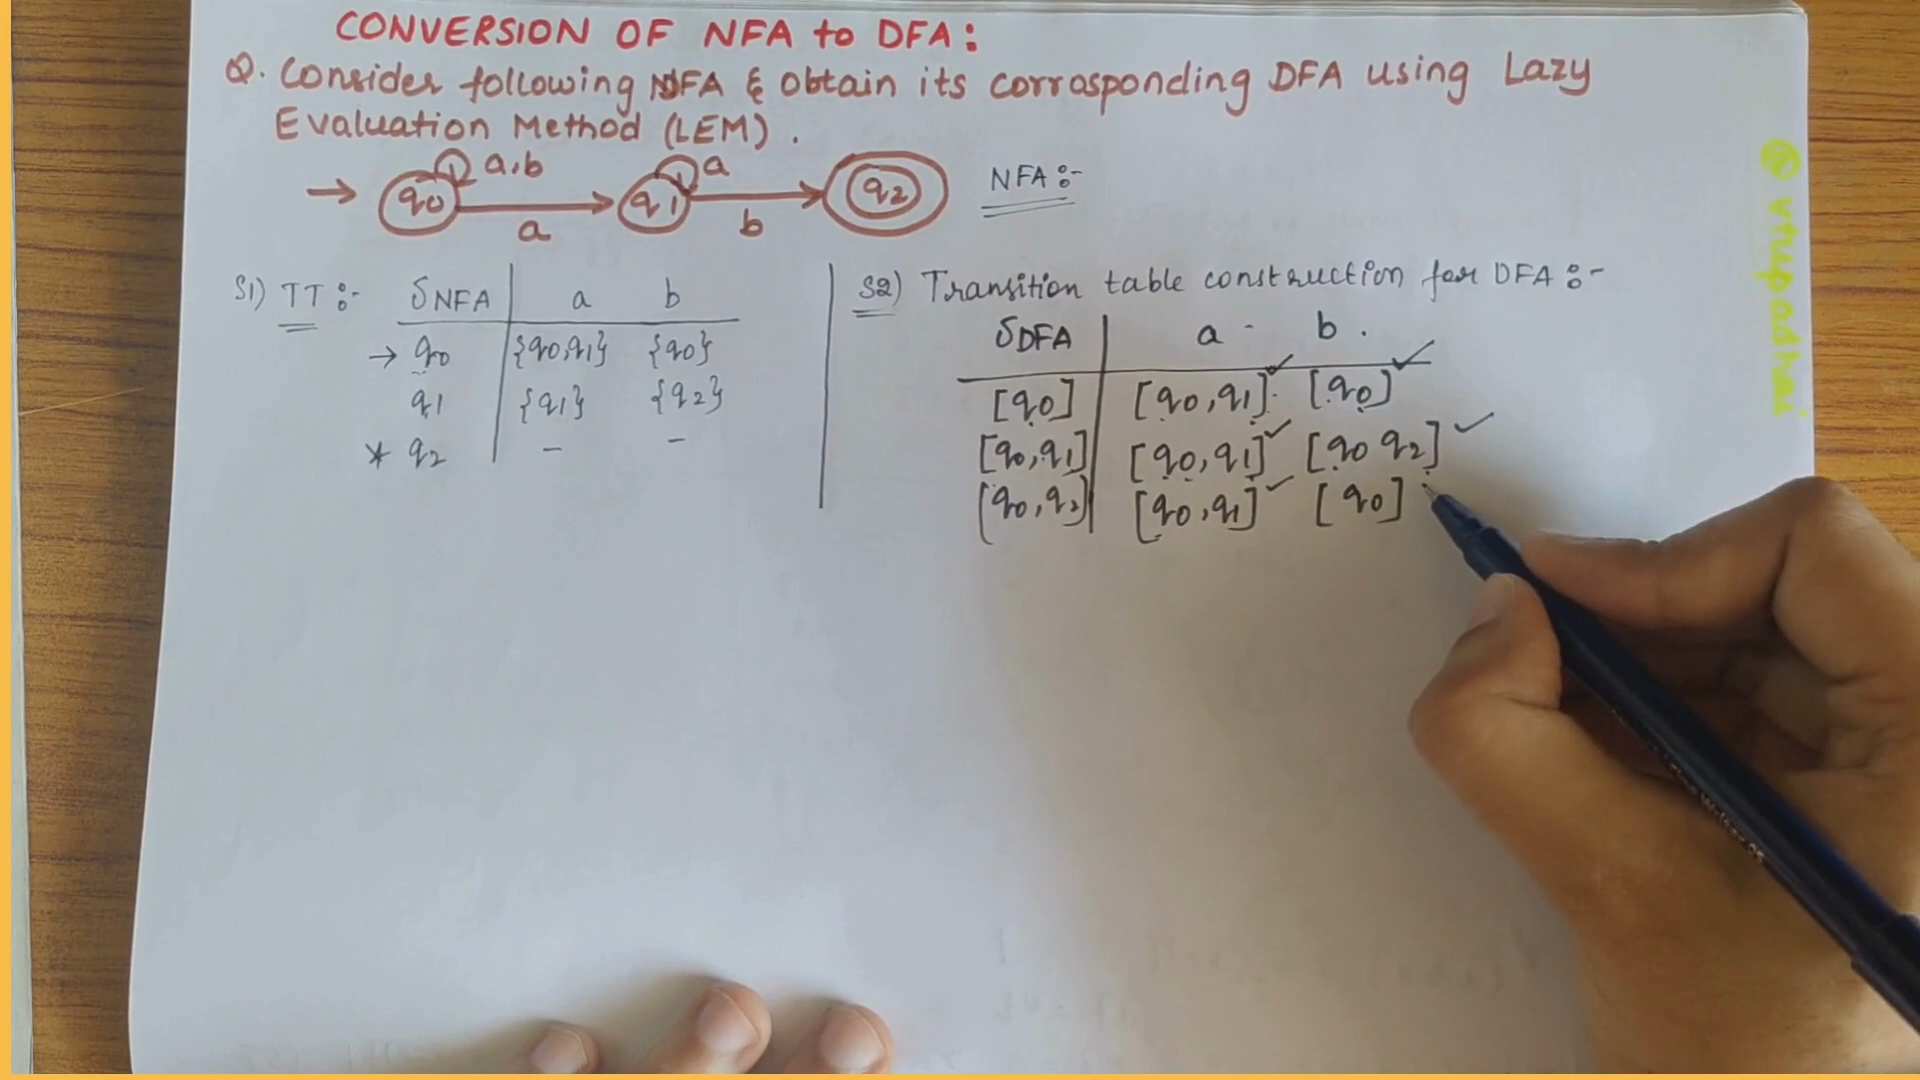 CONVERSION OF NFA to DFA:
Q. Consider following NFA & obtain its corrosponding DFA using Lazy
Evaluation Method (LEM).
a,b
a
q0
q1
q2
a
b
NFA :-
S1) TT :-
δNFA a b
→ q0 {q0,q1} {q0}
q1 {q1} {q2}
* q2 - -
S2) Transition table construction for DFA :-
δDFA a b
[q0] [q0,q1] [q0]
[q0,q1] [q0,q1] [q0 q2]
[q0,q2] [q0,q1] [q0]
@ vtupadhai